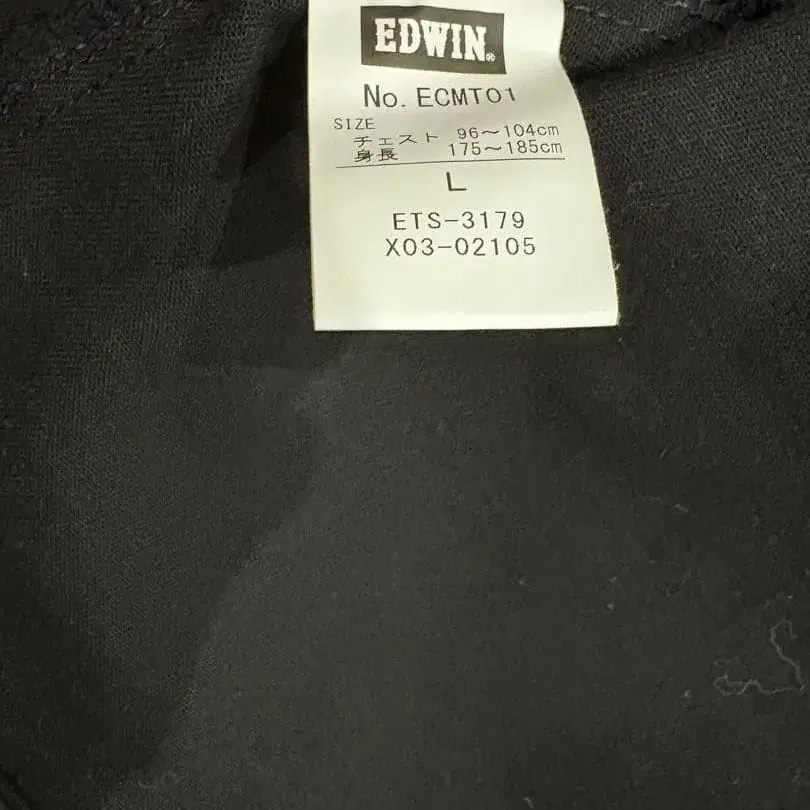 EDWIN®
No. ECMT01
SIZE
チェスト 96～104cm
身長 175～185cm
L
ETS-3179
X03-02105